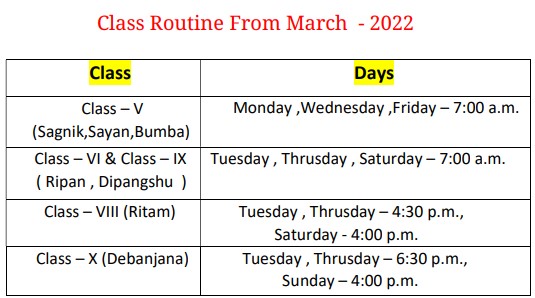 Class Routine From March - 2022
Class Days
Class – V Monday ,Wednesday ,Friday – 7:00 a.m.
(Sagnik,Sayan,Bumba)
Class – VI & Class – IX Tuesday , Thrusday , Saturday – 7:00 a.m.
( Ripan , Dipangshu )
Class – VIII (Ritam) Tuesday , Thrusday – 4:30 p.m.,
Saturday - 4:00 p.m.
Class – X (Debanjana) Tuesday , Thrusday – 6:30 p.m.,
Sunday – 4:00 p.m.